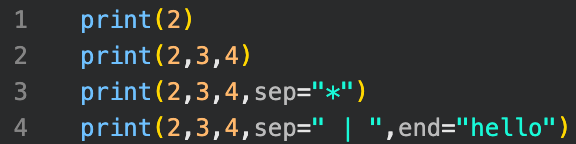 1 print(2)
2 print(2,3,4)
3 print(2,3,4,sep="*")
4 print(2,3,4,sep=" | ",end="hello")